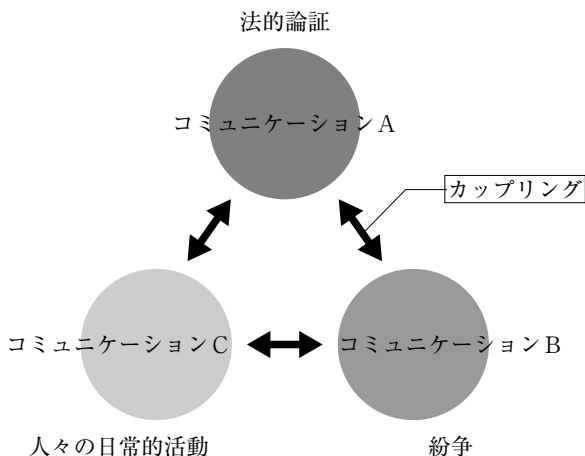 法的論証
コミュニケーションA
カップリング
コミュニケーションC
コミュニケーションB
人々の日常的活動
紛争